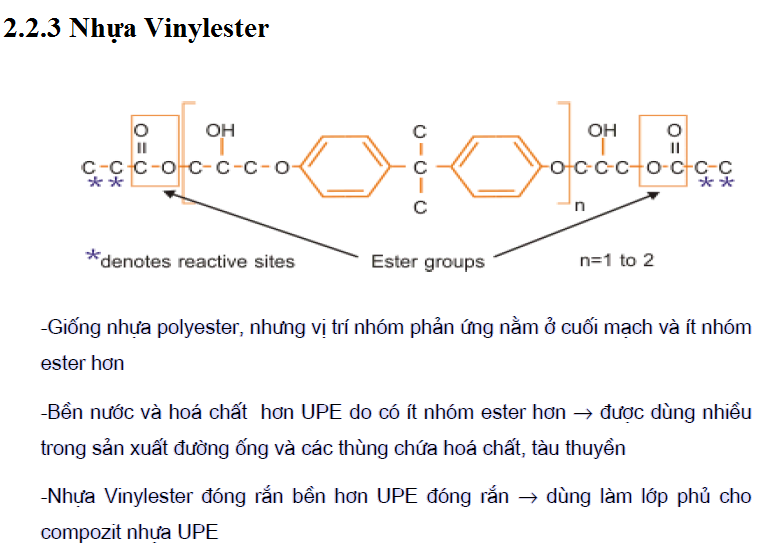 2.2.3 Nhựa Vinylester
O OH C OH O
C-C-C-O-C-C-C-O C O-C-C-C-O-C-C-C
** C n **
*denotes reactive sites Ester groups n=1 to 2
-Giống nhựa polyester, nhưng vị trí nhóm phản ứng nằm ở cuối mạch và ít nhóm
ester hơn
-Bền nước và hoá chất hơn UPE do có ít nhóm ester hơn → được dùng nhiều
trong sản xuất đường ống và các thùng chứa hoá chất, tàu thuyền
-Nhựa Vinylester đóng rắn bền hơn UPE đóng rắn → dùng làm lớp phủ cho
compozit nhựa UPE